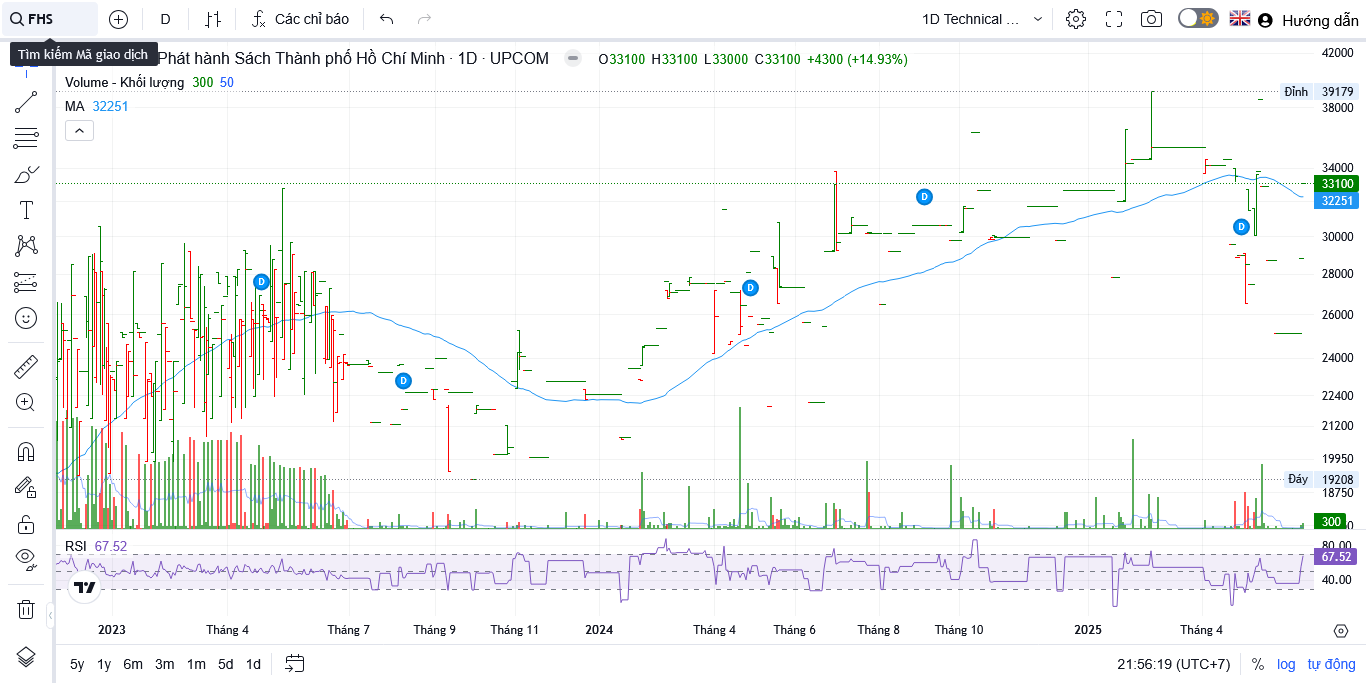 FHS
D
Các chỉ báo
1D Technical ...
Hướng dẫn
Tìm kiếm Mã giao dịch
Phát hành Sách Thành phố Hồ Chí Minh · 1D · UPCOM
O33100 H33100 L33000 C33100 +4300 (+14.93%)
Volume - Khối lượng 300 50
MA 32251
42000
Đỉnh 39179
38000
34000
33100
32251
30000
28000
26000
24000
22400
21200
19950
Đáy 19208
18750
300
0
D
D
D
D
D
RSI 67.52
80.00
67.52
40.00
2023
Tháng 4
Tháng 7
Tháng 9
Tháng 11
2024
Tháng 4
Tháng 6
Tháng 8
Tháng 10
2025
Tháng 4
5y 1y 6m 3m 1m 5d 1d
21:56:19 (UTC+7)
% log tự động